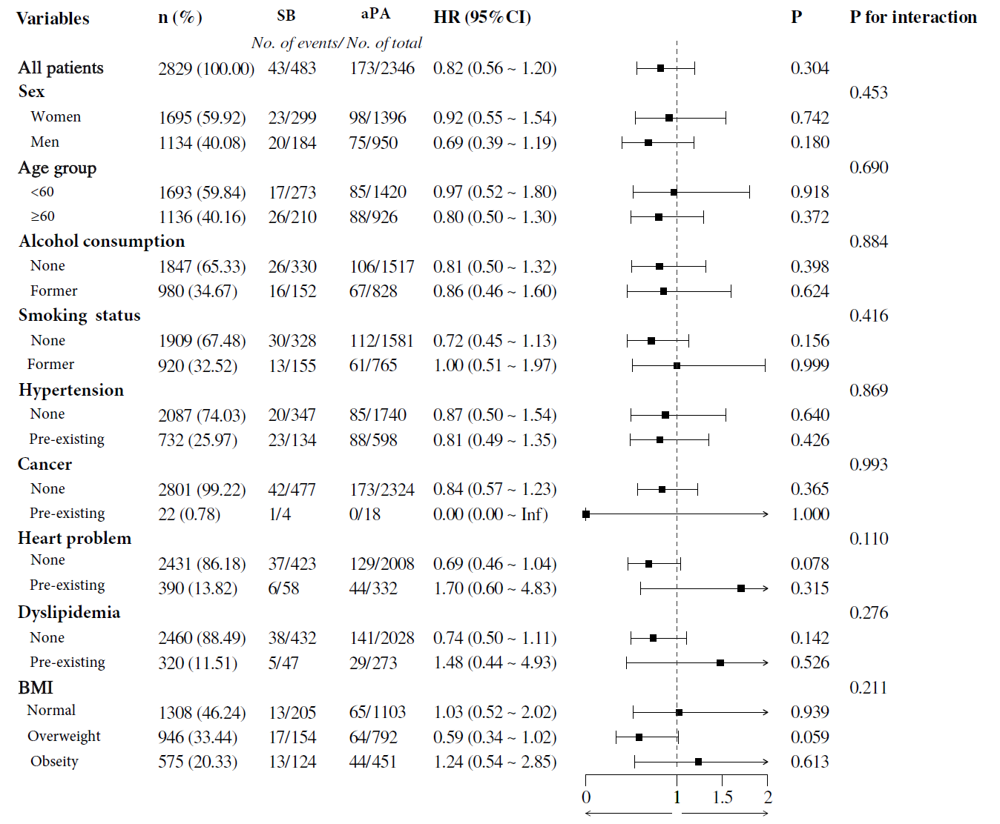 Variables n (%) SB aPA HR (95%CI) P P for interaction
No. of events/ No. of total
All patients 2829 (100.00) 43/483 173/2346 0.82 (0.56 ~ 1.20) 0.304
Sex 0.453
Women 1695 (59.92) 23/299 98/1396 0.92 (0.55 ~ 1.54) 0.742
Men 1134 (40.08) 20/184 75/950 0.69 (0.39 ~ 1.19) 0.180
Age group 0.690
<60 1693 (59.84) 17/273 85/1420 0.97 (0.52 ~ 1.80) 0.918
≥60 1136 (40.16) 26/210 88/926 0.80 (0.50 ~ 1.30) 0.372
Alcohol consumption 0.884
None 1847 (65.33) 26/330 106/1517 0.81 (0.50 ~ 1.32) 0.398
Former 980 (34.67) 16/152 67/828 0.86 (0.46 ~ 1.60) 0.624
Smoking status 0.416
None 1909 (67.48) 30/328 112/1581 0.72 (0.45 ~ 1.13) 0.156
Former 920 (32.52) 13/155 61/765 1.00 (0.51 ~ 1.97) 0.999
Hypertension 0.869
None 2087 (74.03) 20/347 85/1740 0.87 (0.50 ~ 1.54) 0.640
Pre-existing 732 (25.97) 23/134 88/598 0.81 (0.49 ~ 1.35) 0.426
Cancer 0.993
None 2801 (99.22) 42/477 173/2324 0.84 (0.57 ~ 1.23) 0.365
Pre-existing 22 (0.78) 1/4 0/18 0.00 (0.00 ~ Inf) 1.000
Heart problem 0.110
None 2431 (86.18) 37/423 129/2008 0.69 (0.46 ~ 1.04) 0.078
Pre-existing 390 (13.82) 6/58 44/332 1.70 (0.60 ~ 4.83) 0.315
Dyslipidemia 0.276
None 2460 (88.49) 38/432 141/2028 0.74 (0.50 ~ 1.11) 0.142
Pre-existing 320 (11.51) 5/47 29/273 1.48 (0.44 ~ 4.93) 0.526
BMI 0.211
Normal 1308 (46.24) 13/205 65/1103 1.03 (0.52 ~ 2.02) 0.939
Overweight 946 (33.44) 17/154 64/792 0.59 (0.34 ~ 1.02) 0.059
Obseity 575 (20.33) 13/124 44/451 1.24 (0.54 ~ 2.85) 0.613
0 1 1.5 2